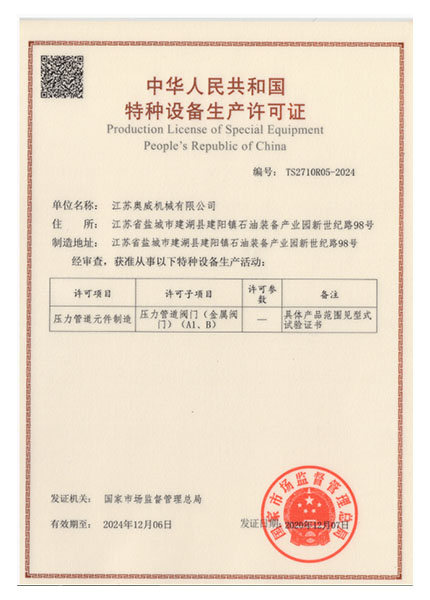 中华人民共和国
特种设备生产许可证
Production License of Special Equipment
People's Republic of China
编号： TS2710R05-2024
单位名称： 江苏奥威机械有限公司
住 所： 江苏省盐城市建湖县建阳镇石油装备产业园新世纪路98号
制造地址： 江苏省盐城市建湖县建阳镇石油装备产业园新世纪路98号
经审查，获准从事以下特种设备生产活动：
许可项目 许可子项目 许可参数 备注
压力管道元件制造 压力管道阀门（金属阀门）（A1、B） — 具体产品范围见型式试验证书
发证机关： 国家市场监督管理总局
有效期至： 2024年12月06日
发证日期： 2020年12月07日
国家市场监督管理总局